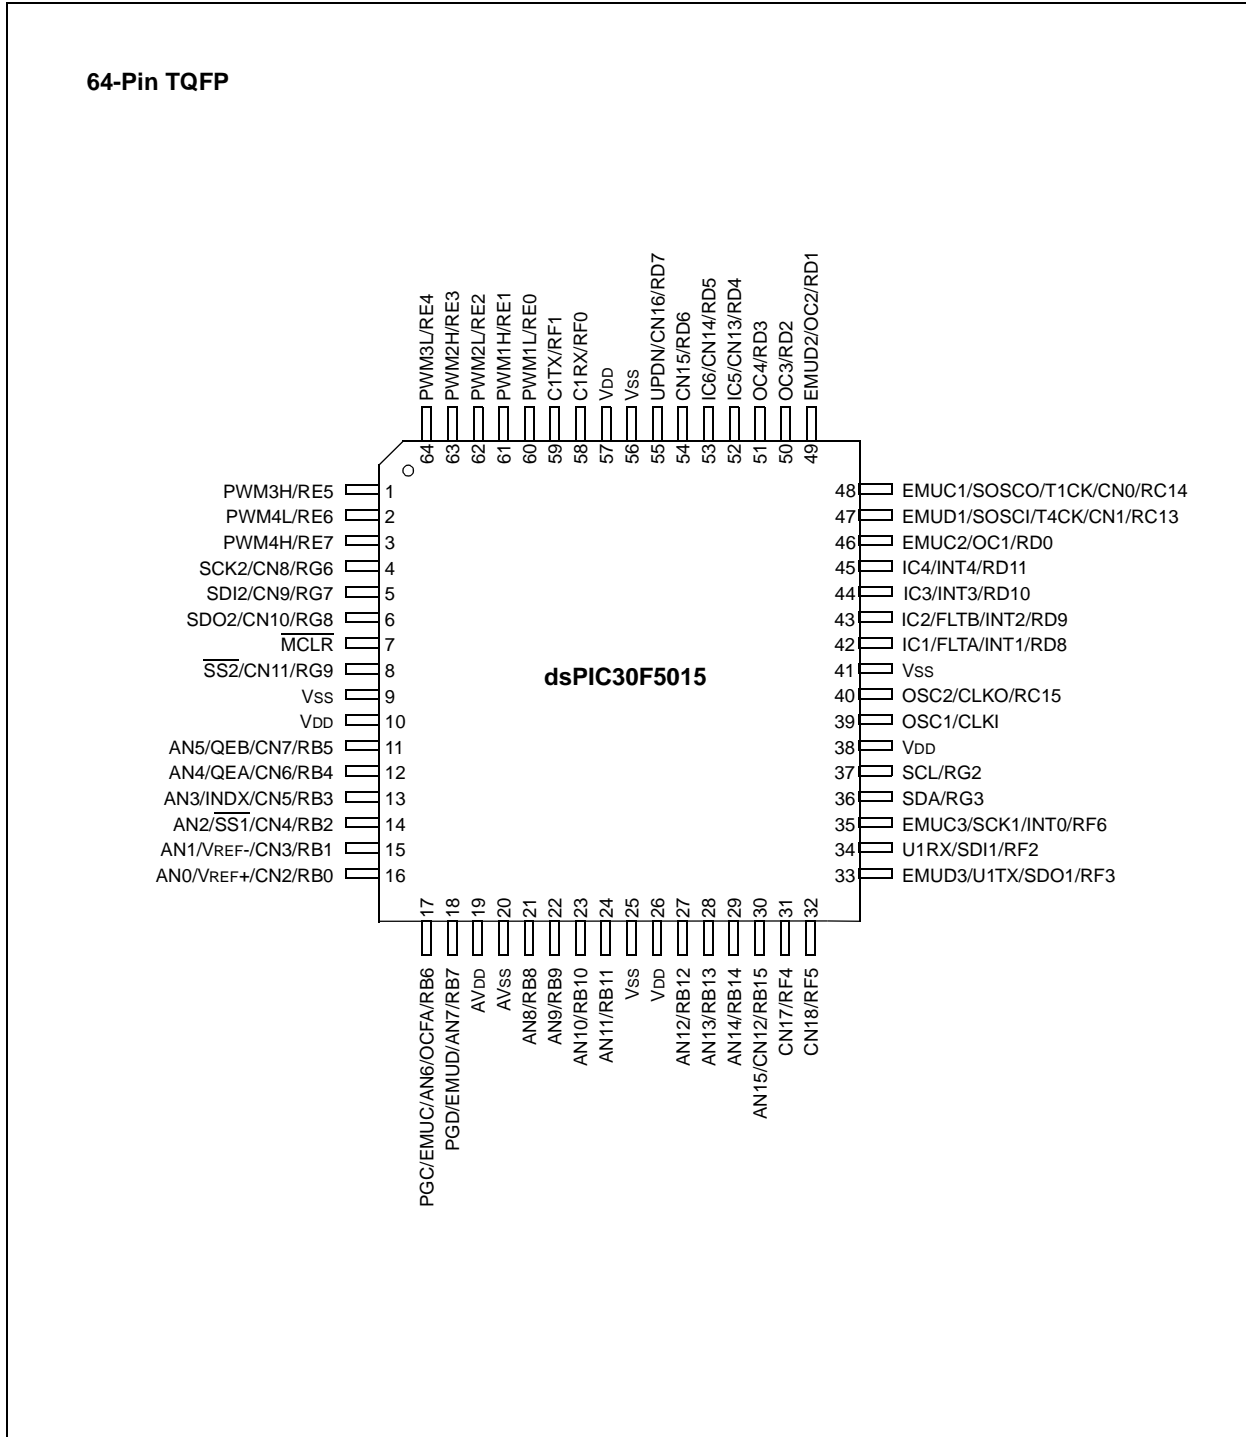 64-Pin TQFP
PWM3L/RE4
PWM2H/RE3
PWM2L/RE2
PWM1H/RE1
PWM1L/RE0
C1TX/RF1
C1RX/RF0
VDD
VSS
UPDN/CN16/RD7
CN15/RD6
IC6/CN14/RD5
IC5/CN13/RD4
OC4/RD3
OC3/RD2
EMUD2/OC2/RD1
64 63 62 61 60 59 58 57 56 55 54 53 52 51 50 49
PWM3H/RE5 1
PWM4L/RE6 2
PWM4H/RE7 3
SCK2/CN8/RG6 4
SDI2/CN9/RG7 5
SDO2/CN10/RG8 6
MCLR 7
SS2/CN11/RG9 8
VSS 9
VDD 10
AN5/QEB/CN7/RB5 11
AN4/QEA/CN6/RB4 12
AN3/INDX/CN5/RB3 13
AN2/SS1/CN4/RB2 14
AN1/VREF-/CN3/RB1 15
AN0/VREF+/CN2/RB0 16
dsPIC30F5015
48 EMUC1/SOSCO/T1CK/CN0/RC14
47 EMUD1/SOSCI/T4CK/CN1/RC13
46 EMUC2/OC1/RD0
45 IC4/INT4/RD11
44 IC3/INT3/RD10
43 IC2/FLTB/INT2/RD9
42 IC1/FLTA/INT1/RD8
41 VSS
40 OSC2/CLKO/RC15
39 OSC1/CLKI
38 VDD
37 SCL/RG2
36 SDA/RG3
35 EMUC3/SCK1/INT0/RF6
34 U1RX/SDI1/RF2
33 EMUD3/U1TX/SDO1/RF3
17 18 19 20 21 22 23 24 25 26 27 28 29 30 31 32
PGC/EMUC/AN6/OCFA/RB6
PGD/EMUD/AN7/RB7
AVDD
AVSS
AN8/RB8
AN9/RB9
AN10/RB10
AN11/RB11
VSS
VDD
AN12/RB12
AN13/RB13
AN14/RB14
AN15/CN12/RB15
CN17/RF4
CN18/RF5